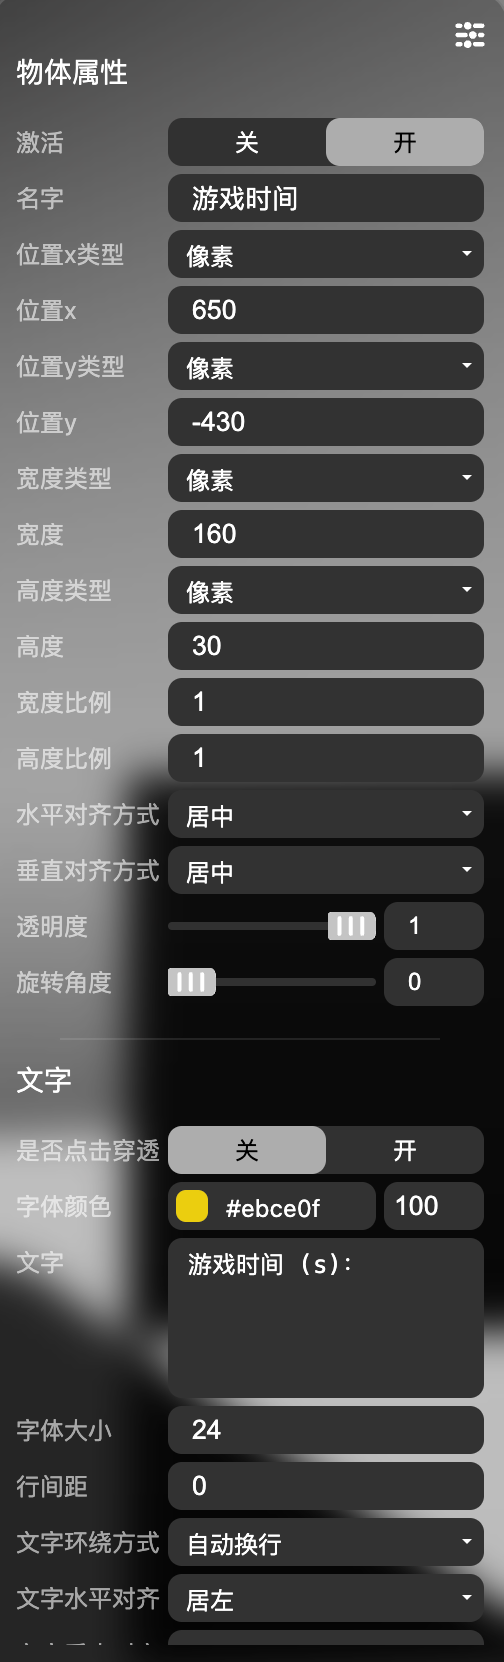 物体属性
激活 关 开
名字 游戏时间
位置x类型 像素
位置x 650
位置y类型 像素
位置y -430
宽度类型 像素
宽度 160
高度类型 像素
高度 30
宽度比例 1
高度比例 1
水平对齐方式 居中
垂直对齐方式 居中
透明度 1
旋转角度 0
文字
是否点击穿透 关 开
字体颜色 #ebce0f 100
文字 游戏时间 (s):
字体大小 24
行间距 0
文字环绕方式 自动换行
文字水平对齐 居左